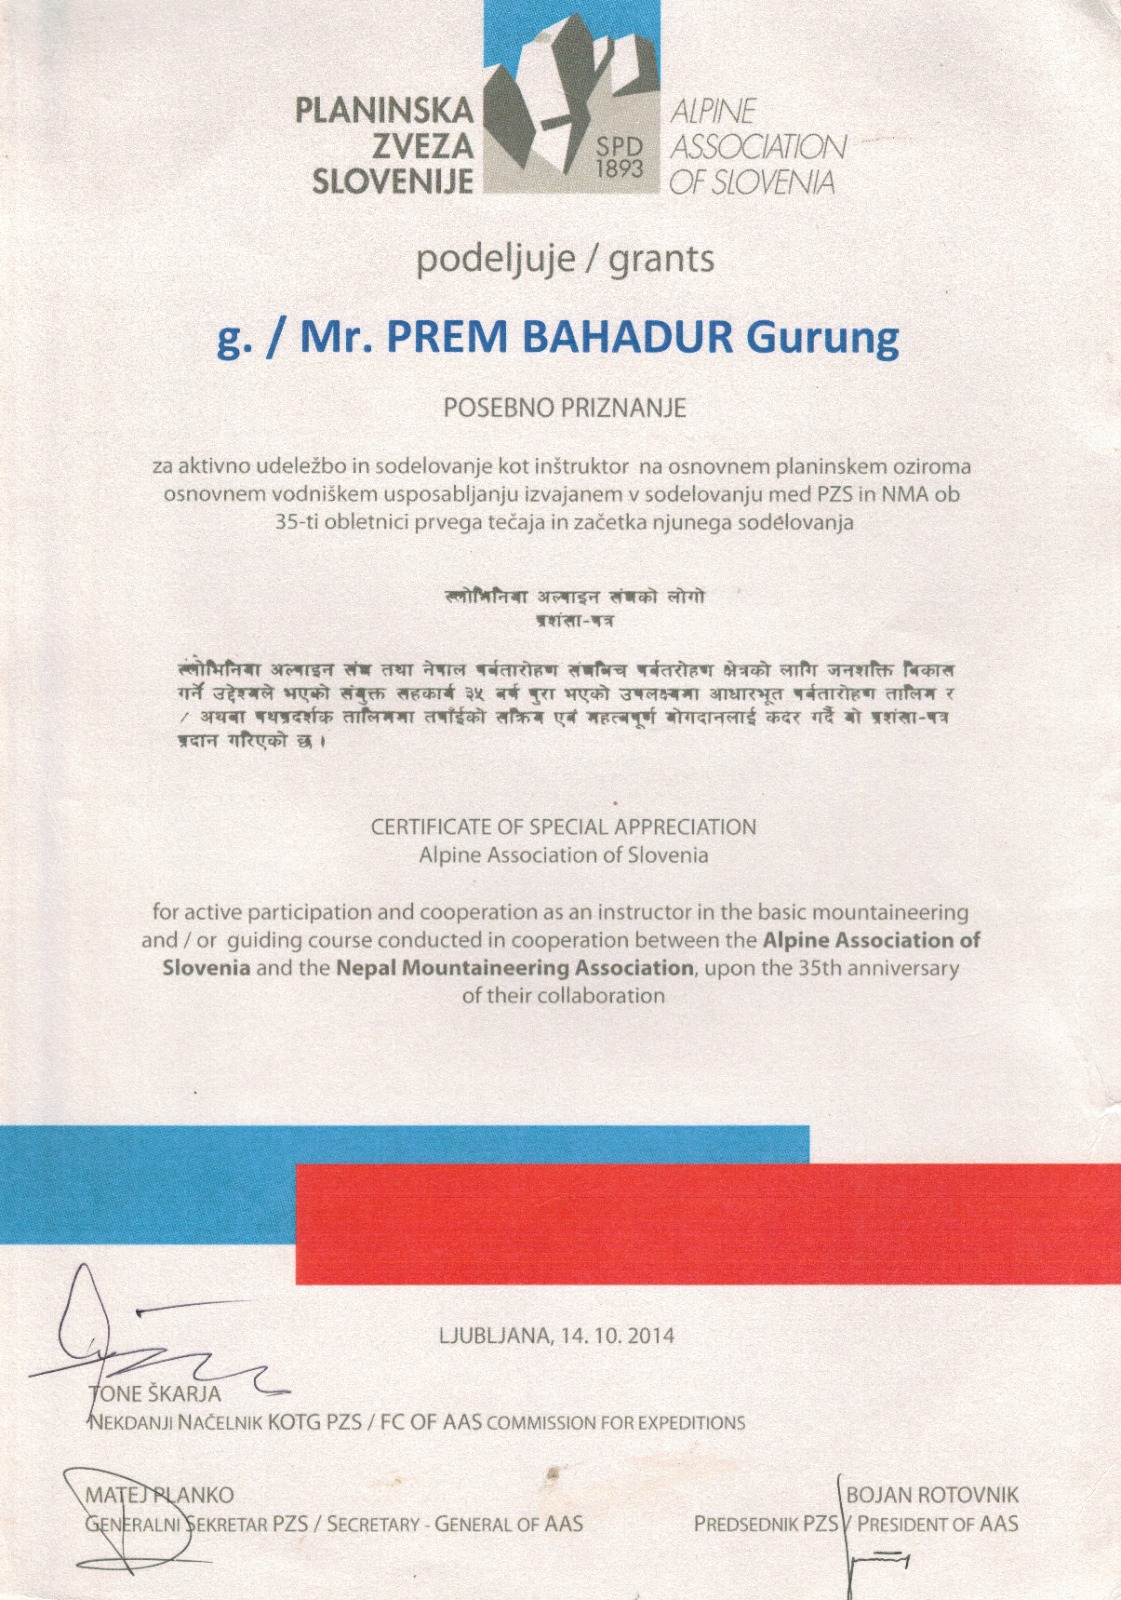 PLANINSKA
ZVEZA
SLOVENIJE
SPD
1893
ALPINE
ASSOCIATION
OF SLOVENIA
podeljuje / grants
g. / Mr. PREM BAHADUR Gurung
POSEBNO PRIZNANJE
za aktivno udeležbo in sodelovanje kot inštruktor na osnovnem planinskem oziroma
osnovnem vodniškem usposabljanju izvajanem v sodelovanju med PZS in NMA ob
35-ti obletnici prvega tečaja in začetka njunega sodelovanja
स्लोभिनिया अल्पाइन संघको लोगो
प्रशंसा-पत्र
स्लोभिनिया अल्पाइन संघ तथा नेपाल पर्वतारोहण संघबिच पर्वतरोहण क्षेत्रको लागि जनशक्ति विकास
गर्ने उद्देश्यले भएको संयुक्त सहकार्य ३५ वर्ष पुरा भएको उपलक्ष्यमा आधारभूत पर्वतारोहण तालिम र
/ अथवा पथप्रदर्शक तालिममा तपाँईको सक्रिय एवं महत्वपूर्ण योगदानलाई कदर गर्दै यो प्रशंसा-पत्र
प्रदान गरिएको छ ।
CERTIFICATE OF SPECIAL APPRECIATION
Alpine Association of Slovenia
for active participation and cooperation as an instructor in the basic mountaineering
and / or guiding course conducted in cooperation between the Alpine Association of
Slovenia and the Nepal Mountaineering Association, upon the 35th anniversary
of their collaboration
LJUBLJANA, 14. 10. 2014
TONE ŠKARJA
NEKDANJI NAČELNIK KOTG PZS / FC OF AAS COMMISSION FOR EXPEDITIONS
MATEJ PLANKO
GENERALNI SEKRETAR PZS / SECRETARY - GENERAL OF AAS
BOJAN ROTOVNIK
PREDSEDNIK PZS / PRESIDENT OF AAS